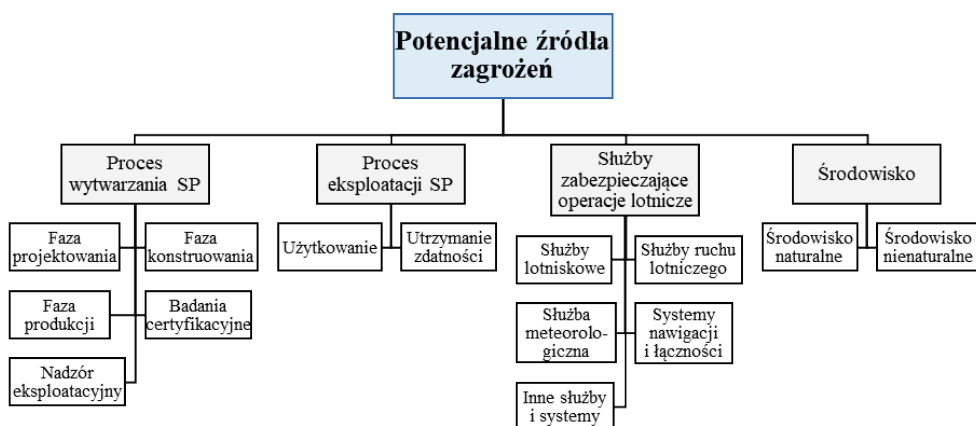 Potencjalne źródła
zagrożeń
Proces
wytwarzania SP
Proces
eksploatacji SP
Służby
zabezpieczające
operacje lotnicze
Środowisko
Faza
projektowania
Faza
konstruowania
Faza
produkcji
Badania
certyfikacyjne
Nadzór
eksploatacyjny
Użytkowanie
Utrzymanie
zdatności
Służby
lotniskowe
Służby ruchu
lotniczego
Służba
meteorolo-
giczna
Systemy
nawigacji
i łączności
Inne służby
i systemy
Środowisko
naturalne
Środowisko
nienaturalne